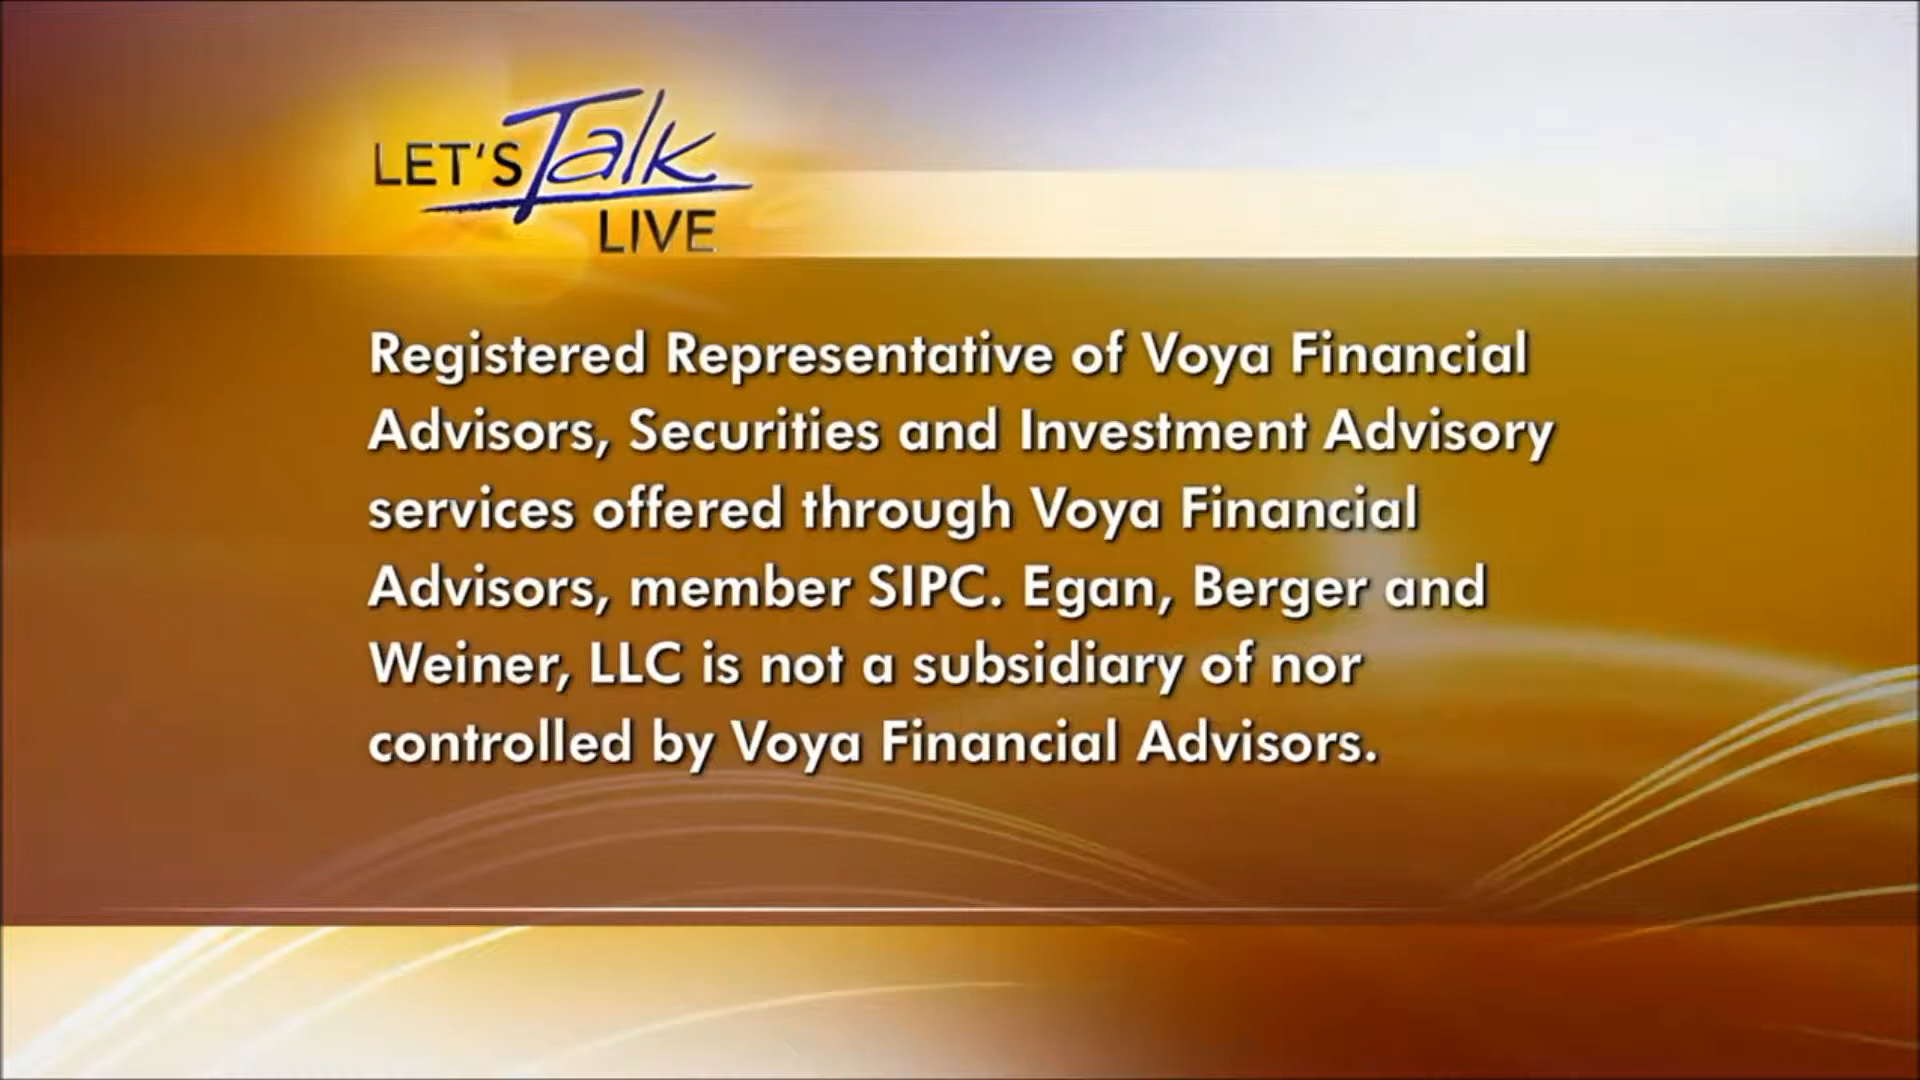 LET'S Talk
LIVE
Registered Representative of Voya Financial
Advisors, Securities and Investment Advisory
services offered through Voya Financial
Advisors, member SIPC. Egan, Berger and
Weiner, LLC is not a subsidiary of nor
controlled by Voya Financial Advisors.